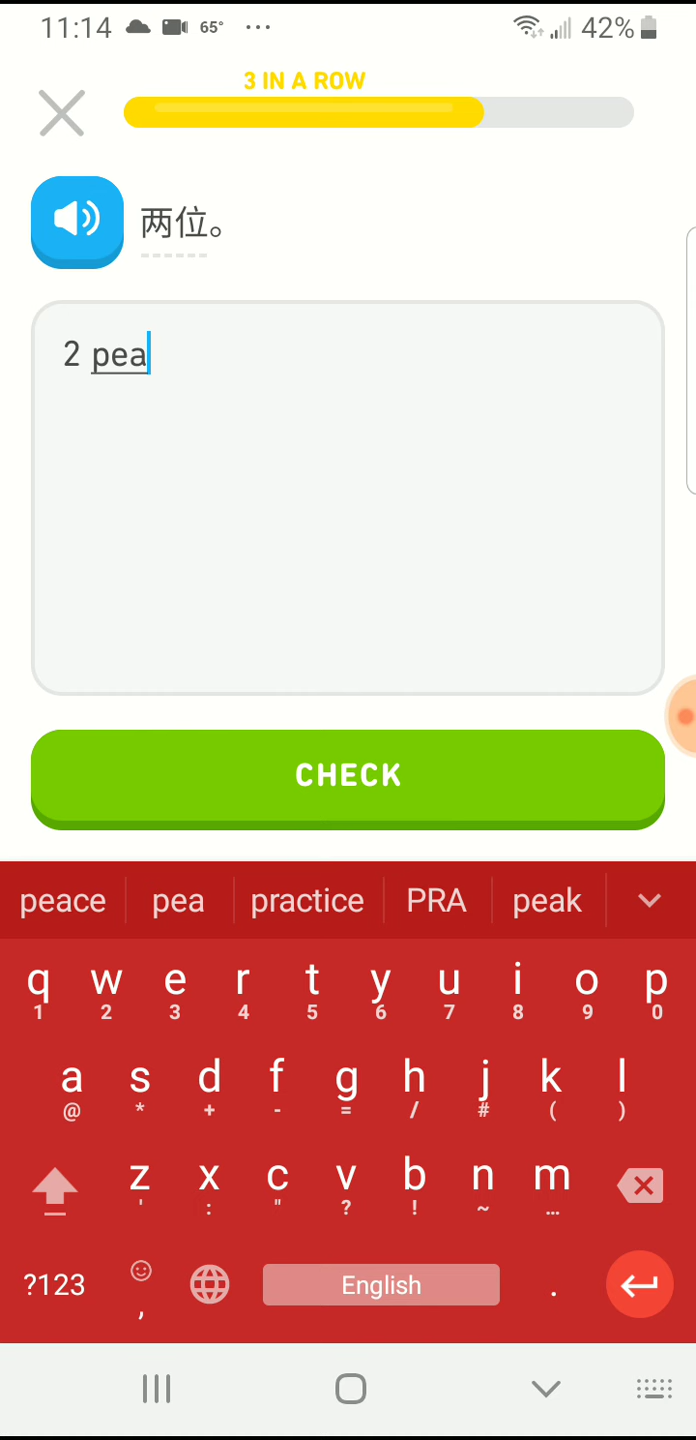 11:14 65° ... 42%
3 IN A ROW
两位。
2 pea
CHECK
peace pea practice PRA peak
q w e r t y u i o p
1 2 3 4 5 6 7 8 9 0
a s d f g h j k l
@ * + - = / # ( )
z x c v b n m
' : " ? ! ~ ...
?123 , English .